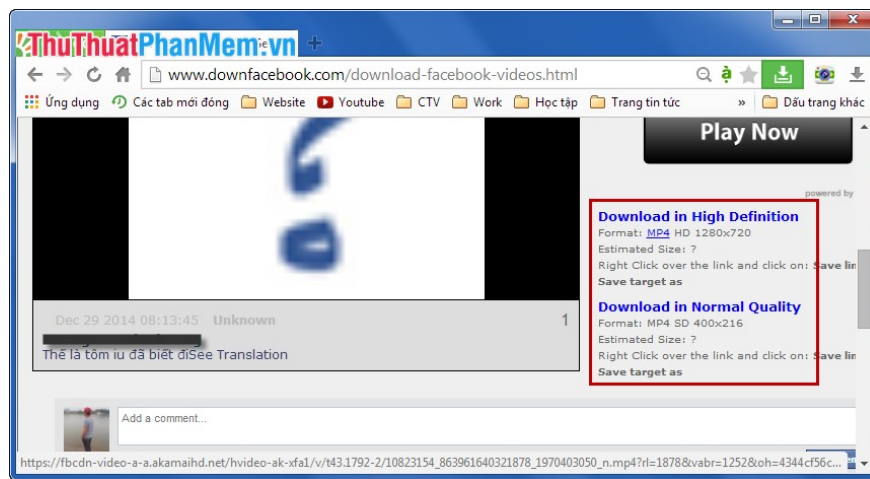 ThuThuatPhanMem.vn
www.downfacebook.com/download-facebook-videos.html
Ứng dụng Các tab mới đóng Website Youtube CTV Work Học tập Trang tin tức » Dấu trang khác
Play Now
powered by
Download in High Definition
Format: MP4 HD 1280x720
Estimated Size: ?
Right Click over the link and click on: Save lin
Save target as
Download in Normal Quality
Format: MP4 SD 400x216
Estimated Size: ?
Right Click over the link and click on: Save lin
Save target as
Dec 29 2014 08:13:45 Unknown 1
Thế là tôm iu đã biết điSee Translation
Add a comment...
https://fbcdn-video-a-a.akamaihd.net/hvideo-ak-xfa1/v/t43.1792-2/10823154_863961640321878_1970403050_n.mp4?rl=1878&vabr=1252&oh=4344cf56c...